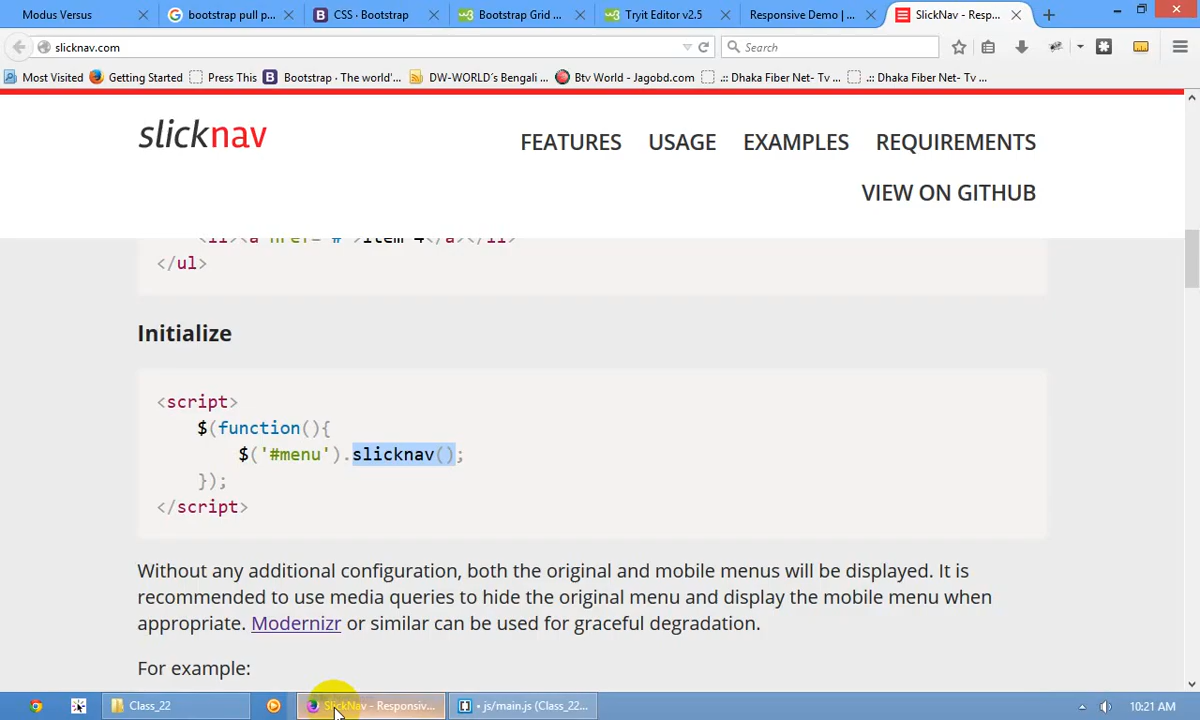 Modus Versus
bootstrap pull p...
CSS · Bootstrap
Bootstrap Grid ...
Tryit Editor v2.5
Responsive Demo | ...
SlickNav - Resp...
slicknav.com
Search
Most Visited
Getting Started
Press This
Bootstrap · The world'...
DW-WORLD´s Bengali ...
Btv World - Jagobd.com
.:: Dhaka Fiber Net- Tv ...
.:: Dhaka Fiber Net- Tv ...
slicknav
FEATURES USAGE EXAMPLES REQUIREMENTS
VIEW ON GITHUB
<li><a href="#">Item 4</a></li>
</ul>
Initialize
<script>
$(function(){
$('#menu').slicknav();
});
</script>
Without any additional configuration, both the original and mobile menus will be displayed. It is
recommended to use media queries to hide the original menu and display the mobile menu when
appropriate. Modernizr or similar can be used for graceful degradation.
For example:
Class_22
SlickNav - Responsiv...
• js/main.js (Class_22...
10:21 AM